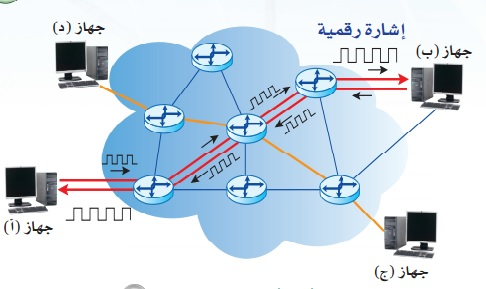 إشارة رقمية
جهاز (د)
جهاز (ب)
جهاز (أ)
جهاز (ج)